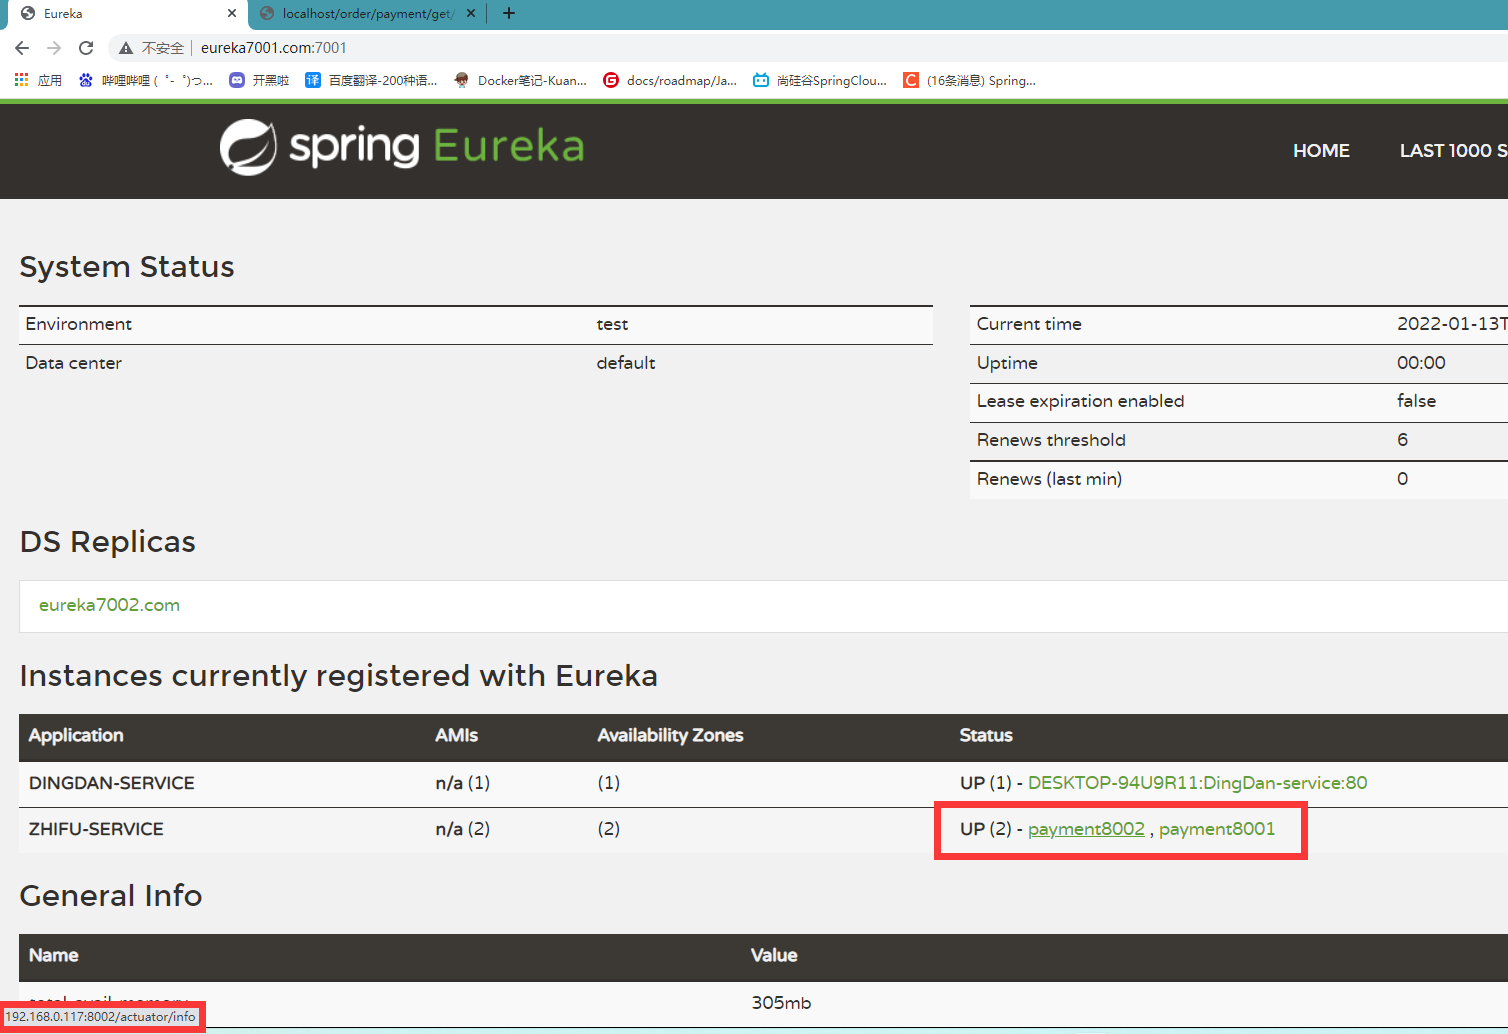 Eureka
localhost/order/payment/get/
不安全 eureka7001.com:7001
应用 哔哩哔哩 ( ゜- ゜)つ... 开黑啦 百度翻译-200种语... Docker笔记-Kuan... docs/roadmap/Ja... 尚硅谷SpringClou... (16条消息) Spring...
spring Eureka
HOME LAST 1000 S
System Status
Environment test
Data center default
Current time 2022-01-13T
Uptime 00:00
Lease expiration enabled false
Renews threshold 6
Renews (last min) 0
DS Replicas
eureka7002.com
Instances currently registered with Eureka
Application AMIs Availability Zones Status
DINGDAN-SERVICE n/a (1) (1) UP (1) - DESKTOP-94U9R11:DingDan-service:80
ZHIFU-SERVICE n/a (2) (2) UP (2) - payment8002 , payment8001
General Info
Name Value
total-avail-memory 305mb
192.168.0.117:8002/actuator/info